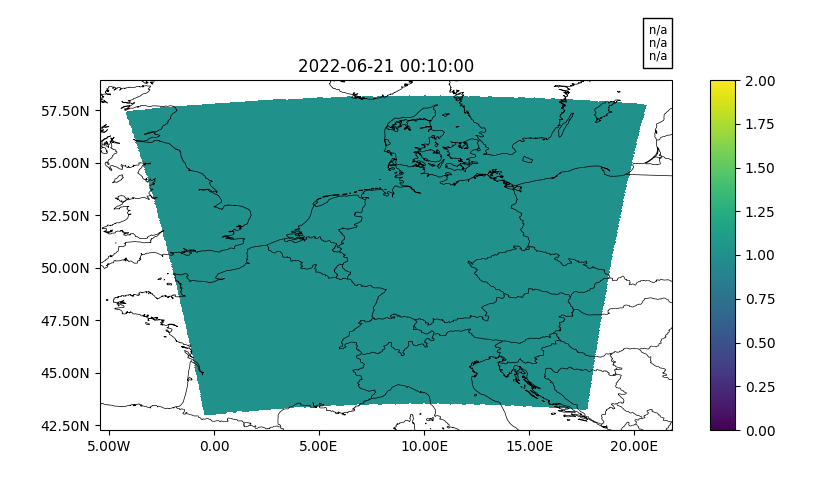 n/a
n/a
n/a
2022-06-21 00:10:00
57.50N
55.00N
52.50N
50.00N
47.50N
45.00N
42.50N
5.00W
0.00
5.00E
10.00E
15.00E
20.00E
2.00
1.75
1.50
1.25
1.00
0.75
0.50
0.25
0.00